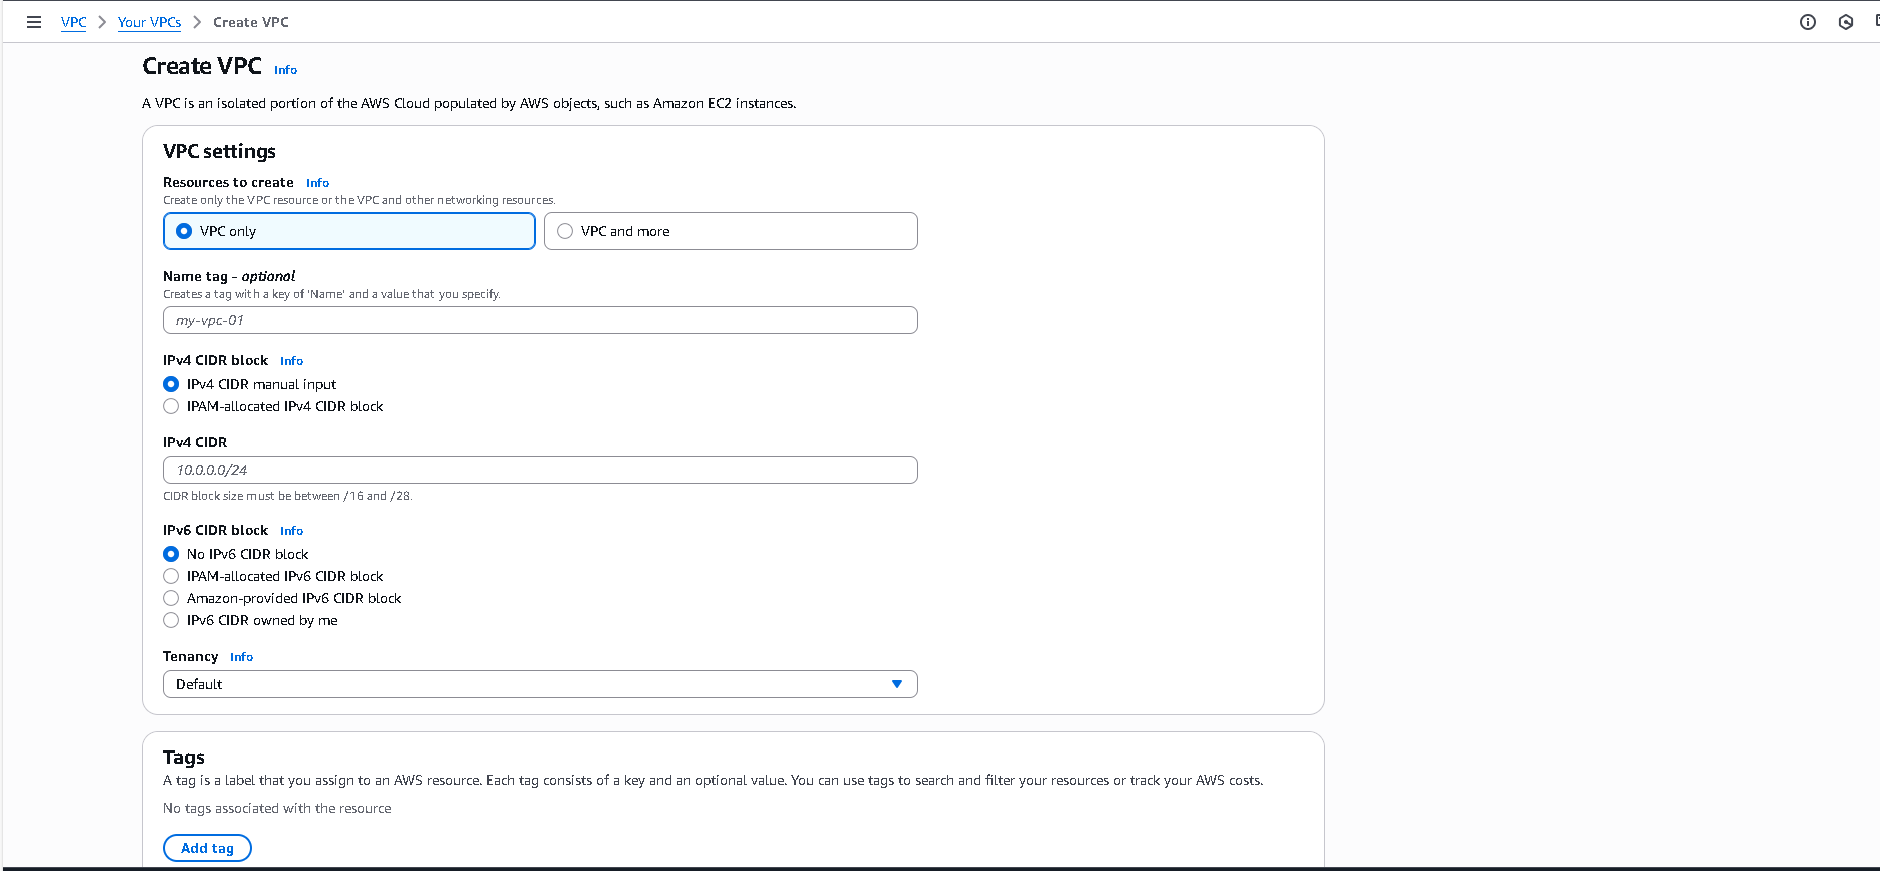 VPC > Your VPCs > Create VPC
Create VPC Info
A VPC is an isolated portion of the AWS Cloud populated by AWS objects, such as Amazon EC2 instances.
VPC settings
Resources to create Info
Create only the VPC resource or the VPC and other networking resources.
VPC only
VPC and more
Name tag - optional
Creates a tag with a key of 'Name' and a value that you specify.
my-vpc-01
IPv4 CIDR block Info
IPv4 CIDR manual input
IPAM-allocated IPv4 CIDR block
IPv4 CIDR
10.0.0.0/24
CIDR block size must be between /16 and /28.
IPv6 CIDR block Info
No IPv6 CIDR block
IPAM-allocated IPv6 CIDR block
Amazon-provided IPv6 CIDR block
IPv6 CIDR owned by me
Tenancy Info
Default
Tags
A tag is a label that you assign to an AWS resource. Each tag consists of a key and an optional value. You can use tags to search and filter your resources or track your AWS costs.
No tags associated with the resource
Add tag